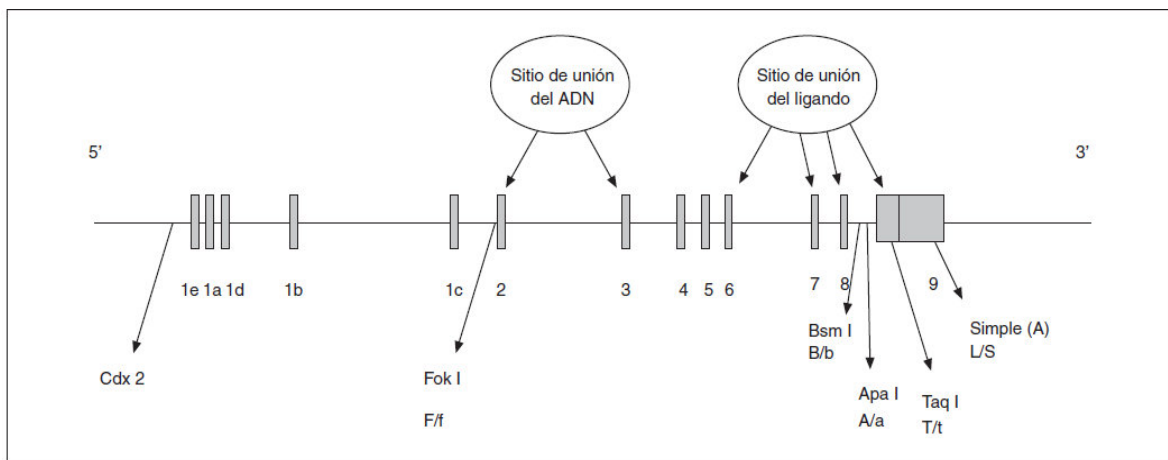 Sitio de unión
del ADN
Sitio de unión
del ligando
5’
3’
1e 1a 1d 1b 1c 2 3 4 5 6 7 8 9
Cdx 2
Fok I
F/f
Bsm I
B/b
Apa I
A/a
Taq I
T/t
Simple (A)
L/S